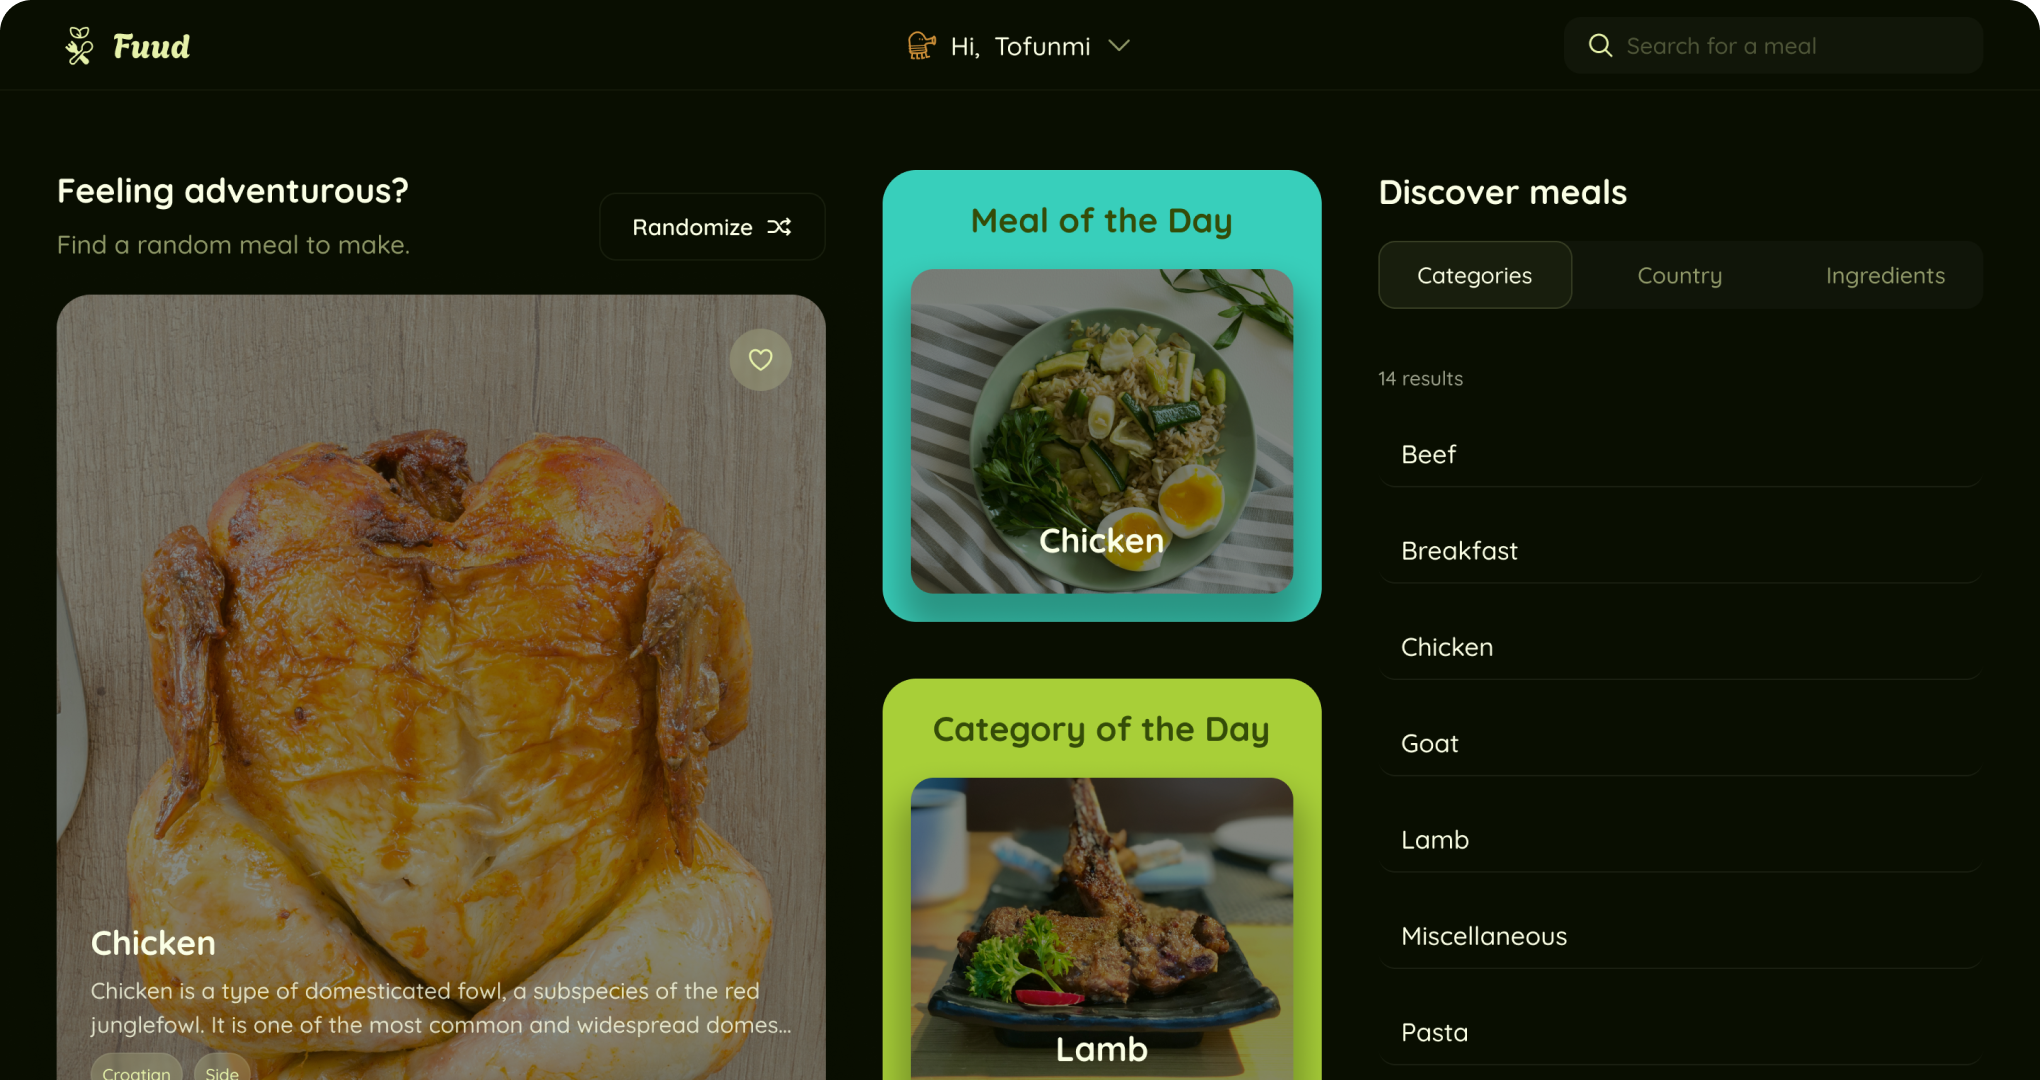 Fuud
Hi, Tofunmi
Search for a meal
Feeling adventurous?
Find a random meal to make.
Randomize
Chicken
Chicken is a type of domesticated fowl, a subspecies of the red
junglefowl. It is one of the most common and widespread domes...
Croatian
Side
Meal of the Day
Chicken
Category of the Day
Lamb
Discover meals
Categories
Country
Ingredients
14 results
Beef
Breakfast
Chicken
Goat
Lamb
Miscellaneous
Pasta